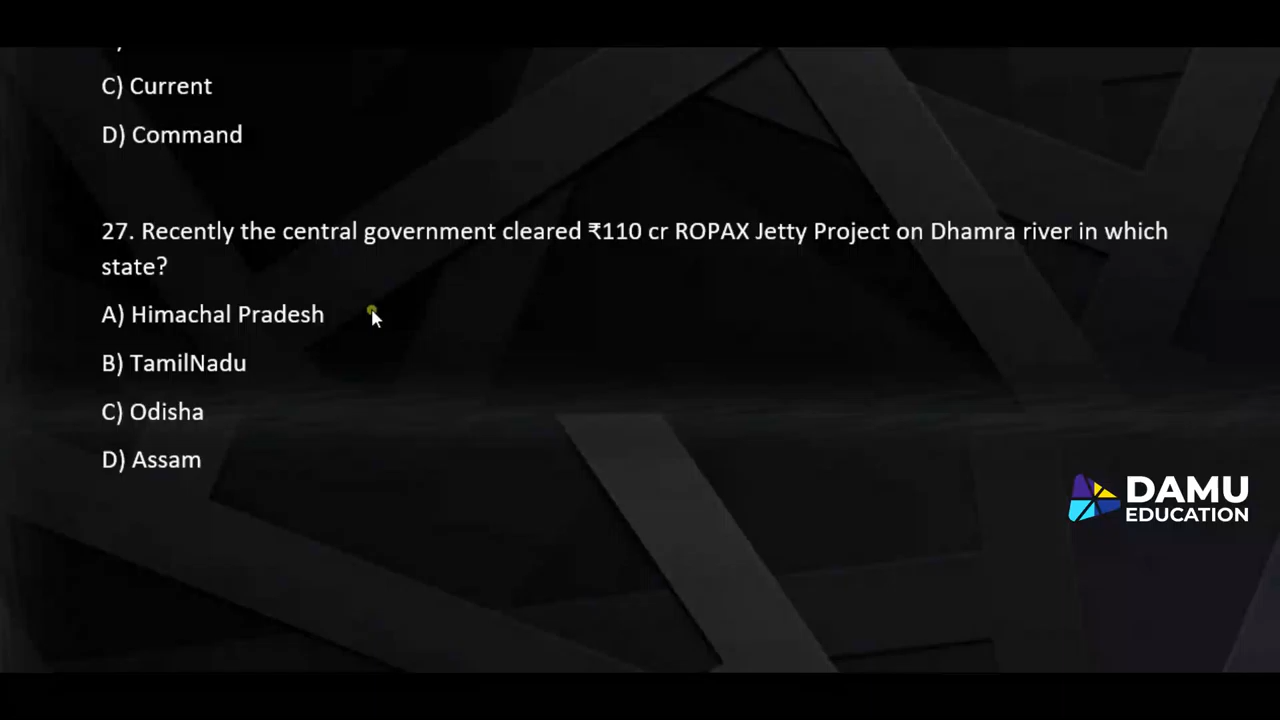 C) Current
D) Command
27. Recently the central government cleared ₹110 cr ROPAX Jetty Project on Dhamra river in which
state?
A) Himachal Pradesh
B) TamilNadu
C) Odisha
D) Assam
DAMU
EDUCATION